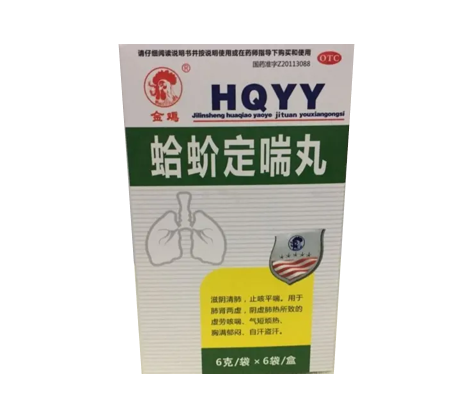 请仔细阅读说明书并按说明使用或在药师指导下购买和使用
国药准字Z20113088
OTC
®
金鸡
HQYY
Jilinsheng huaqiao yaoye jituan youxiangongsi
蛤蚧定喘丸
滋阴清肺，止咳平喘。用于
肺肾两虚，阴虚肺热所致的
虚劳咳喘、气短烦热、
胸满郁闷、自汗盗汗。
6克/袋×6袋/盒